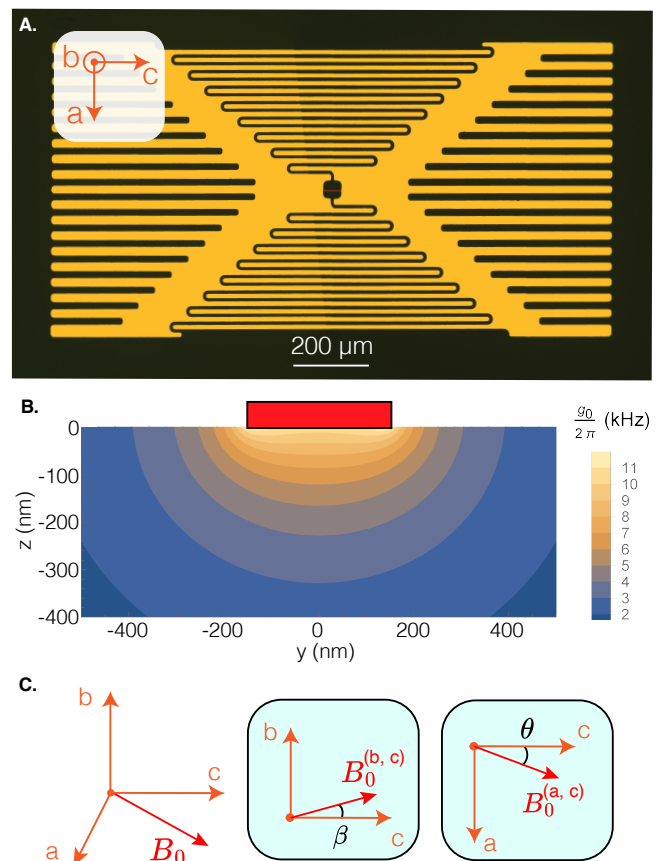 A.
b
c
a
200 µm
B.
g₀
2 π
(kHz)
0
-100
-200
-300
-400
z (nm)
-400
-200
0
200
400
y (nm)
11
10
9
8
7
6
5
4
3
2
C.
b
c
a
B₀
b
B₀^(b, c)
β
c
θ
c
B₀^(a, c)
a